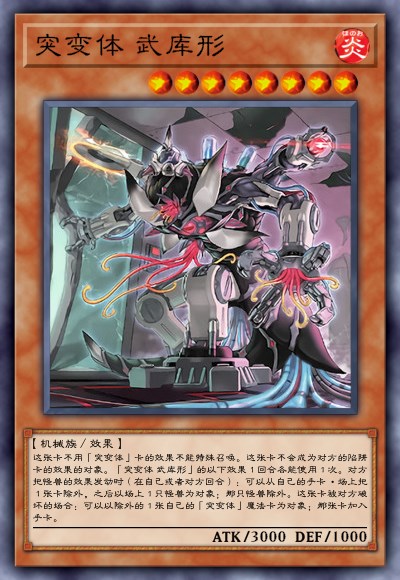 突变体 武库形
ほのお
炎
【机械族／效果】
这张卡不用「突变体」卡的效果不能特殊召唤。这张卡不会成为对方的陷阱
卡的效果的对象。「突变体 武库形」的以下效果1回合各能使用1次。对方
把怪兽的效果发动时（在自己或者对方回合）：可以从自己的手卡·场上把
1张卡除外，之后以场上1只怪兽为对象；那只怪兽除外。这张卡被对方破
坏的场合：可以以除外的1张自己的「突变体」魔法卡为对象；那张卡加入
手卡。
ATK/3000 DEF/1000